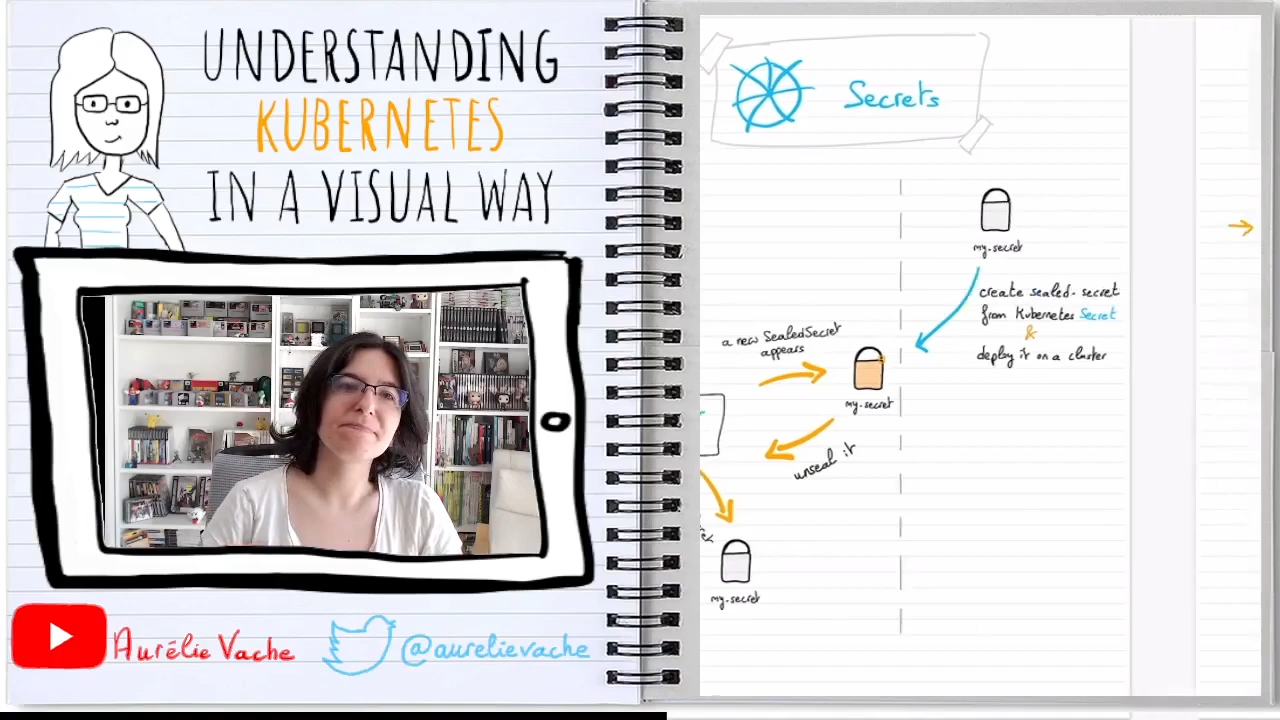 UNDERSTANDING
KUBERNETES
IN A VISUAL WAY
Aurélie Vache
@aurelievache
Secrets
my-secret
create sealed-secret
from Kubernetes Secret
&
deploy it on a cluster
a new SealedSecret
appears
my-secret
unseal it
my-secret